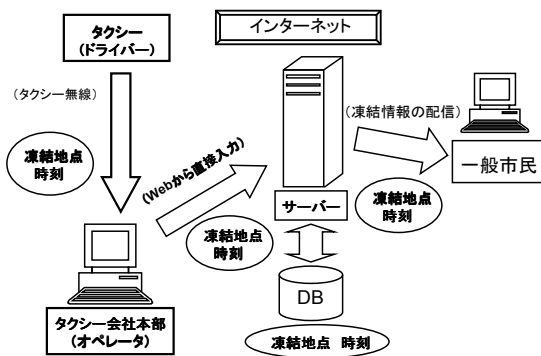 タクシー
(ドライバー)
インターネット
(タクシー無線)
(凍結情報の配信)
凍結地点
時刻
(Webから直接入力)
一般市民
凍結地点
時刻
サーバー
凍結地点
時刻
DB
タクシー会社本部
(オペレータ)
凍結地点 時刻